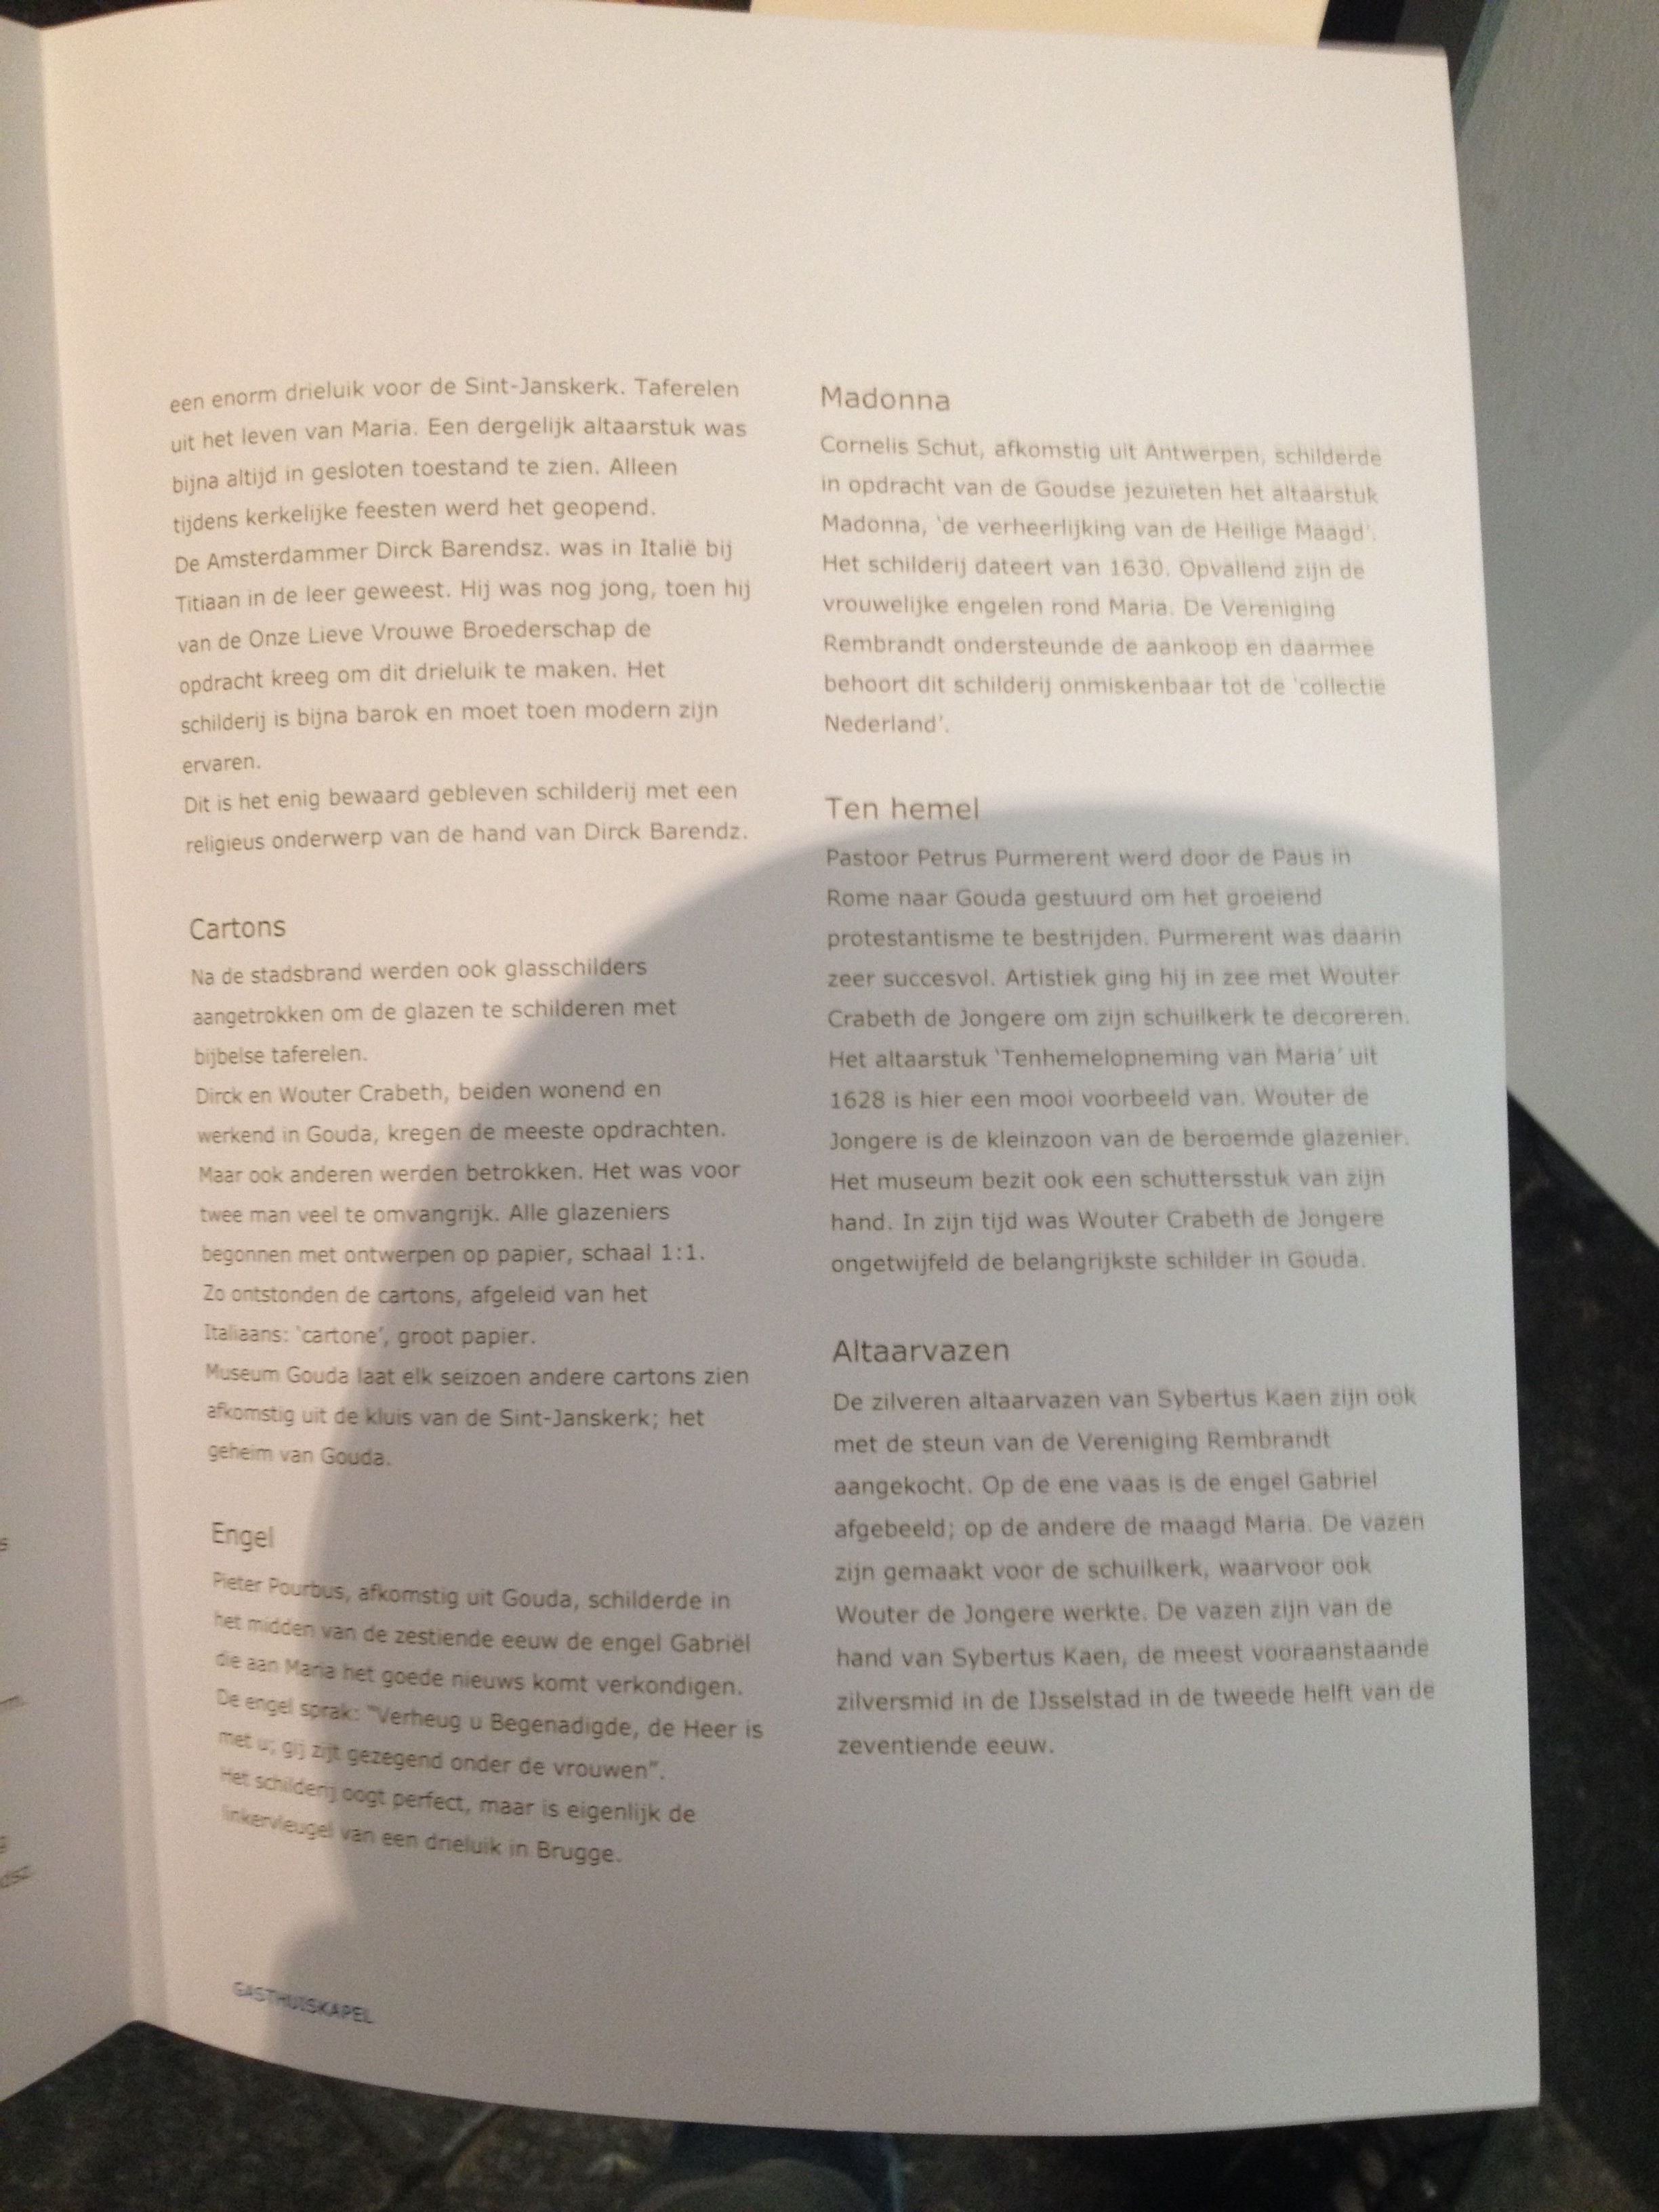 een enorm drieluik voor de Sint-Janskerk. Taferelen
uit het leven van Maria. Een dergelijk altaarstuk was
bijna altijd in gesloten toestand te zien. Alleen
tijdens kerkelijke feesten werd het geopend.
De Amsterdammer Dirck Barendsz. was in Italië bij
Titiaan in de leer geweest. Hij was nog jong, toen hij
van de Onze Lieve Vrouwe Broederschap de
opdracht kreeg om dit drieluik te maken. Het
schilderij is bijna barok en moet toen modern zijn
ervaren.
Dit is het enig bewaard gebleven schilderij met een
religieus onderwerp van de hand van Dirck Barendz.
Cartons
Na de stadsbrand werden ook glasschilders
aangetrokken om de glazen te schilderen met
bijbelse taferelen.
Dirck en Wouter Crabeth, beiden wonend en
werkend in Gouda, kregen de meeste opdrachten.
Maar ook anderen werden betrokken. Het was voor
twee man veel te omvangrijk. Alle glazeniers
begonnen met ontwerpen op papier, schaal 1:1.
Zo ontstonden de cartons, afgeleid van het
Italiaans: 'cartone', groot papier.
Museum Gouda laat elk seizoen andere cartons zien
afkomstig uit de kluis van de Sint-Janskerk; het
geheim van Gouda.
Engel
Pieter Pourbus, afkomstig uit Gouda, schilderde in
het midden van de zestiende eeuw de engel Gabriël
die aan Maria het goede nieuws komt verkondigen.
De engel sprak: "Verheug u Begenadigde, de Heer is
met u; gij zijt gezegend onder de vrouwen".
Het schilderij oogt perfect, maar is eigenlijk de
linkervleugel van een drieluik in Brugge.
GASTHUISKAPEL
Madonna
Cornelis Schut, afkomstig uit Antwerpen, schilderde
in opdracht van de Goudse jezuïeten het altaarstuk
Madonna, 'de verheerlijking van de Heilige Maagd'.
Het schilderij dateert van 1630. Opvallend zijn de
vrouwelijke engelen rond Maria. De Vereniging
Rembrandt ondersteunde de aankoop en daarmee
behoort dit schilderij onmiskenbaar tot de 'collectie
Nederland'.
Ten hemel
Pastoor Petrus Purmerent werd door de Paus in
Rome naar Gouda gestuurd om het groeiend
protestantisme te bestrijden. Purmerent was daarin
zeer succesvol. Artistiek ging hij in zee met Wouter
Crabeth de Jongere om zijn schuilkerk te decoreren.
Het altaarstuk 'Tenhemelopneming van Maria' uit
1628 is hier een mooi voorbeeld van. Wouter de
Jongere is de kleinzoon van de beroemde glazenier.
Het museum bezit ook een schuttersstuk van zijn
hand. In zijn tijd was Wouter Crabeth de Jongere
ongetwijfeld de belangrijkste schilder in Gouda.
Altaarvazen
De zilveren altaarvazen van Sybertus Kaen zijn ook
met de steun van de Vereniging Rembrandt
aangekocht. Op de ene vaas is de engel Gabriel
afgebeeld; op de andere de maagd Maria. De vazen
zijn gemaakt voor de schuilkerk, waarvoor ook
Wouter de Jongere werkte. De vazen zijn van de
hand van Sybertus Kaen, de meest vooraanstaande
zilversmid in de IJsselstad in de tweede helft van de
zeventiende eeuw.